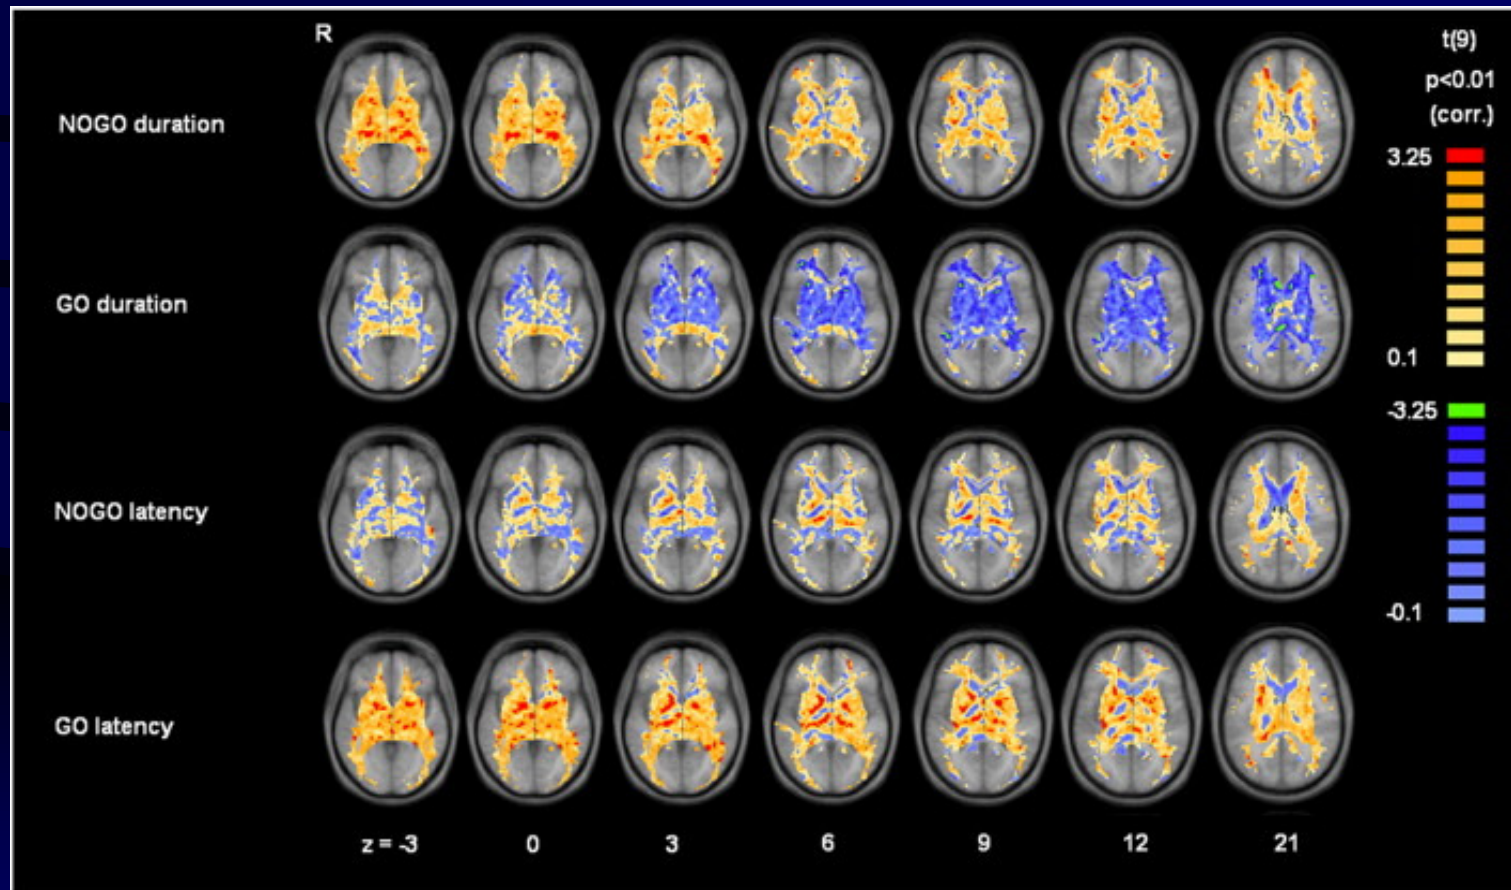 R
t(9)
p<0.01
(corr.)
NOGO duration
3.25
GO duration
0.1
-3.25
NOGO latency
-0.1
GO latency
z = -3 0 3 6 9 12 21